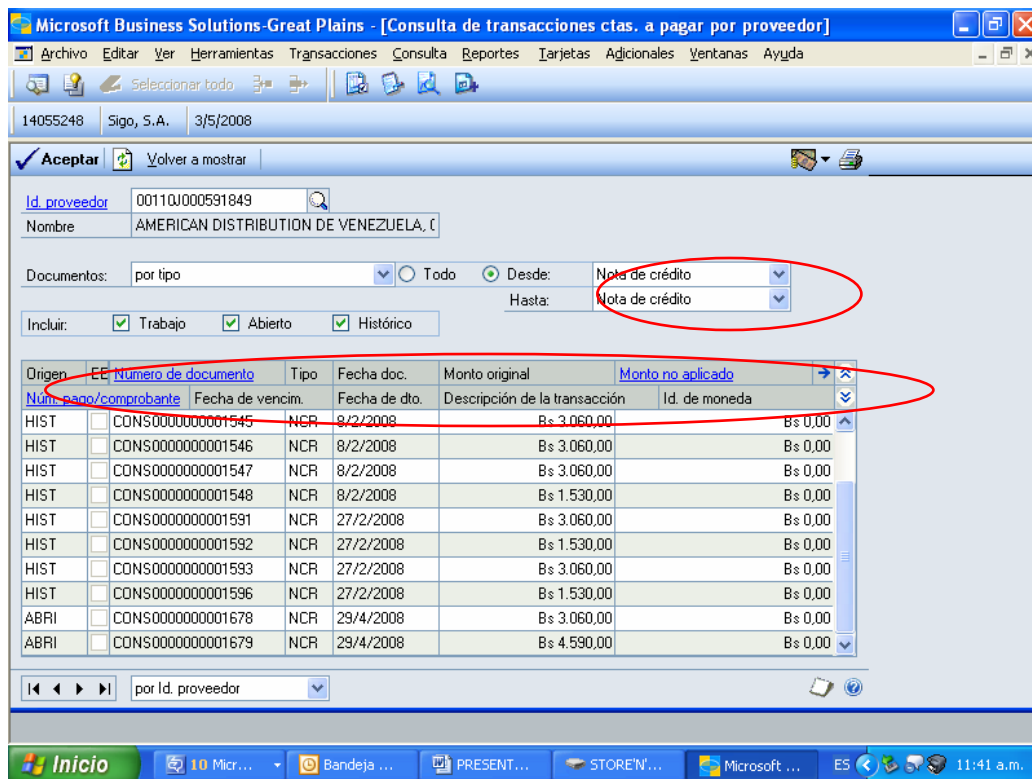 Microsoft Business Solutions-Great Plains - [Consulta de transacciones ctas. a pagar por proveedor]
Archivo Editar Ver Herramientas Transacciones Consulta Reportes Tarjetas Adicionales Ventanas Ayuda
Seleccionar todo
14055248 Sigo, S.A. 3/5/2008
Aceptar Volver a mostrar
Id. proveedor 00110J000591849
Nombre AMERICAN DISTRIBUTION DE VENEZUELA, C
Documentos: por tipo Todo Desde: Nota de crédito
Hasta: Nota de crédito
Incluir: Trabajo Abierto Histórico
Origen EE Número de documento Tipo Fecha doc. Monto original Monto no aplicado
Núm. pago/comprobante Fecha de vencim. Fecha de dto. Descripción de la transacción Id. de moneda
HIST CONS0000000001545 NCR 8/2/2008 Bs 3.060,00 Bs 0,00
HIST CONS0000000001546 NCR 8/2/2008 Bs 3.060,00 Bs 0,00
HIST CONS0000000001547 NCR 8/2/2008 Bs 3.060,00 Bs 0,00
HIST CONS0000000001548 NCR 8/2/2008 Bs 1.530,00 Bs 0,00
HIST CONS0000000001591 NCR 27/2/2008 Bs 3.060,00 Bs 0,00
HIST CONS0000000001592 NCR 27/2/2008 Bs 1.530,00 Bs 0,00
HIST CONS0000000001593 NCR 27/2/2008 Bs 3.060,00 Bs 0,00
HIST CONS0000000001596 NCR 27/2/2008 Bs 1.530,00 Bs 0,00
ABRI CONS0000000001678 NCR 29/4/2008 Bs 3.060,00 Bs 0,00
ABRI CONS0000000001679 NCR 29/4/2008 Bs 4.590,00 Bs 0,00
por Id. proveedor
Inicio 10 Micr... Bandeja ... PRESENT... STORE'N'... Microsoft ... ES 11:41 a.m.